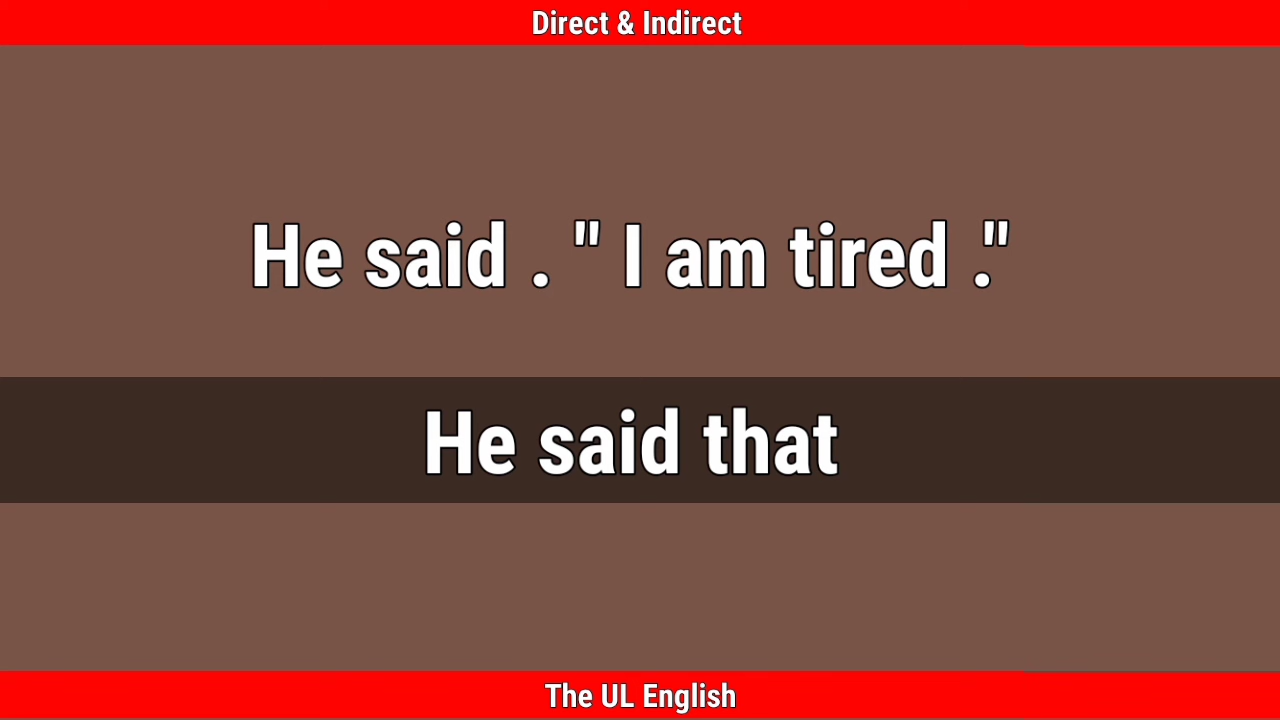 Direct & Indirect
He said . " I am tired ."
He said that
The UL English